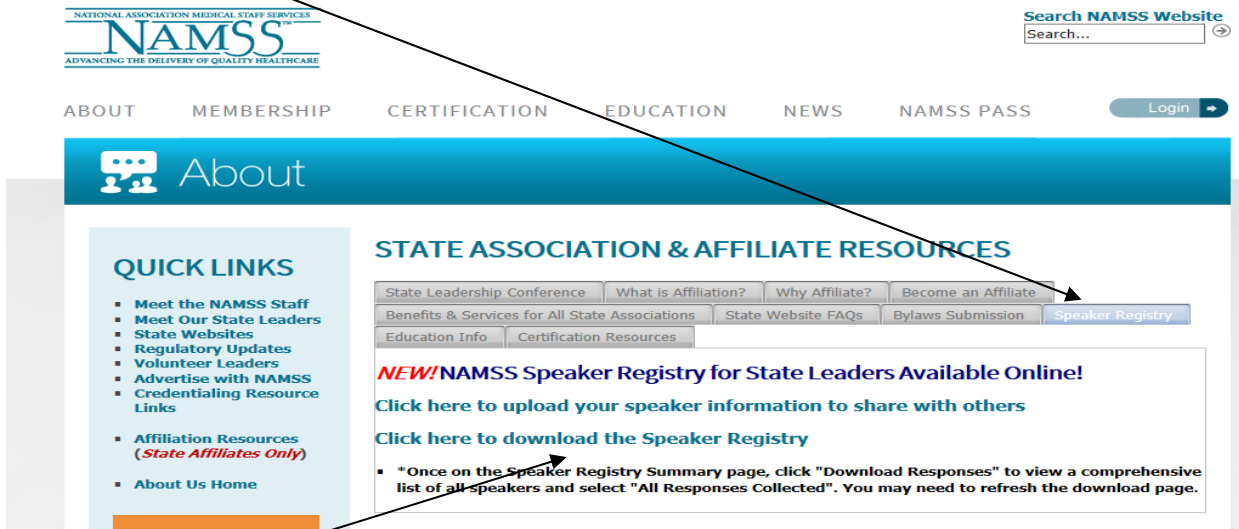 NATIONAL ASSOCIATION MEDICAL STAFF SERVICES
NAMSS™
ADVANCING THE DELIVERY OF QUALITY HEALTHCARE
Search NAMSS Website
Search...
ABOUT MEMBERSHIP CERTIFICATION EDUCATION NEWS NAMSS PASS Login
About
QUICK LINKS
Meet the NAMSS Staff
Meet Our State Leaders
State Websites
Regulatory Updates
Volunteer Leaders
Advertise with NAMSS
Credentialing Resource
Links
Affiliation Resources
(State Affiliates Only)
About Us Home
STATE ASSOCIATION & AFFILIATE RESOURCES
State Leadership Conference What is Affiliation? Why Affiliate? Become an Affiliate
Benefits & Services for All State Associations State Website FAQs Bylaws Submission Speaker Registry
Education Info Certification Resources
NEW! NAMSS Speaker Registry for State Leaders Available Online!
Click here to upload your speaker information to share with others
Click here to download the Speaker Registry
*Once on the Speaker Registry Summary page, click "Download Responses" to view a comprehensive
list of all speakers and select "All Responses Collected". You may need to refresh the download page.